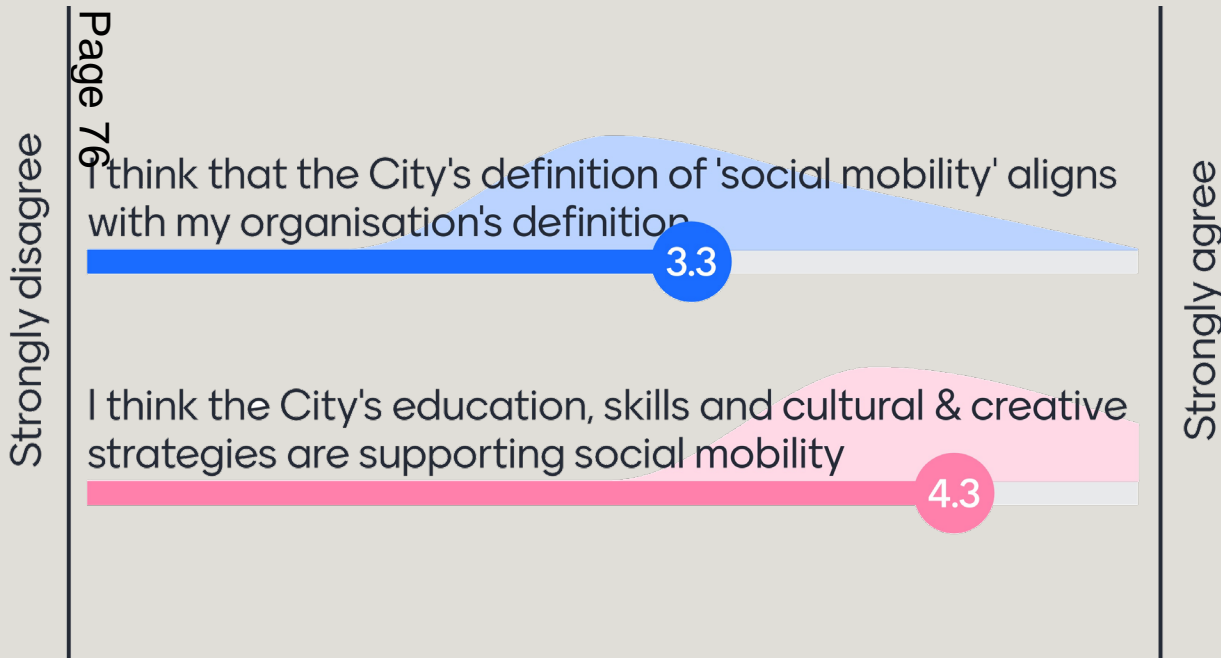 Page 76
Strongly disagree
I think that the City's definition of 'social mobility' aligns
with my organisation's definition
3.3
I think the City's education, skills and cultural & creative
strategies are supporting social mobility
4.3
Strongly agree